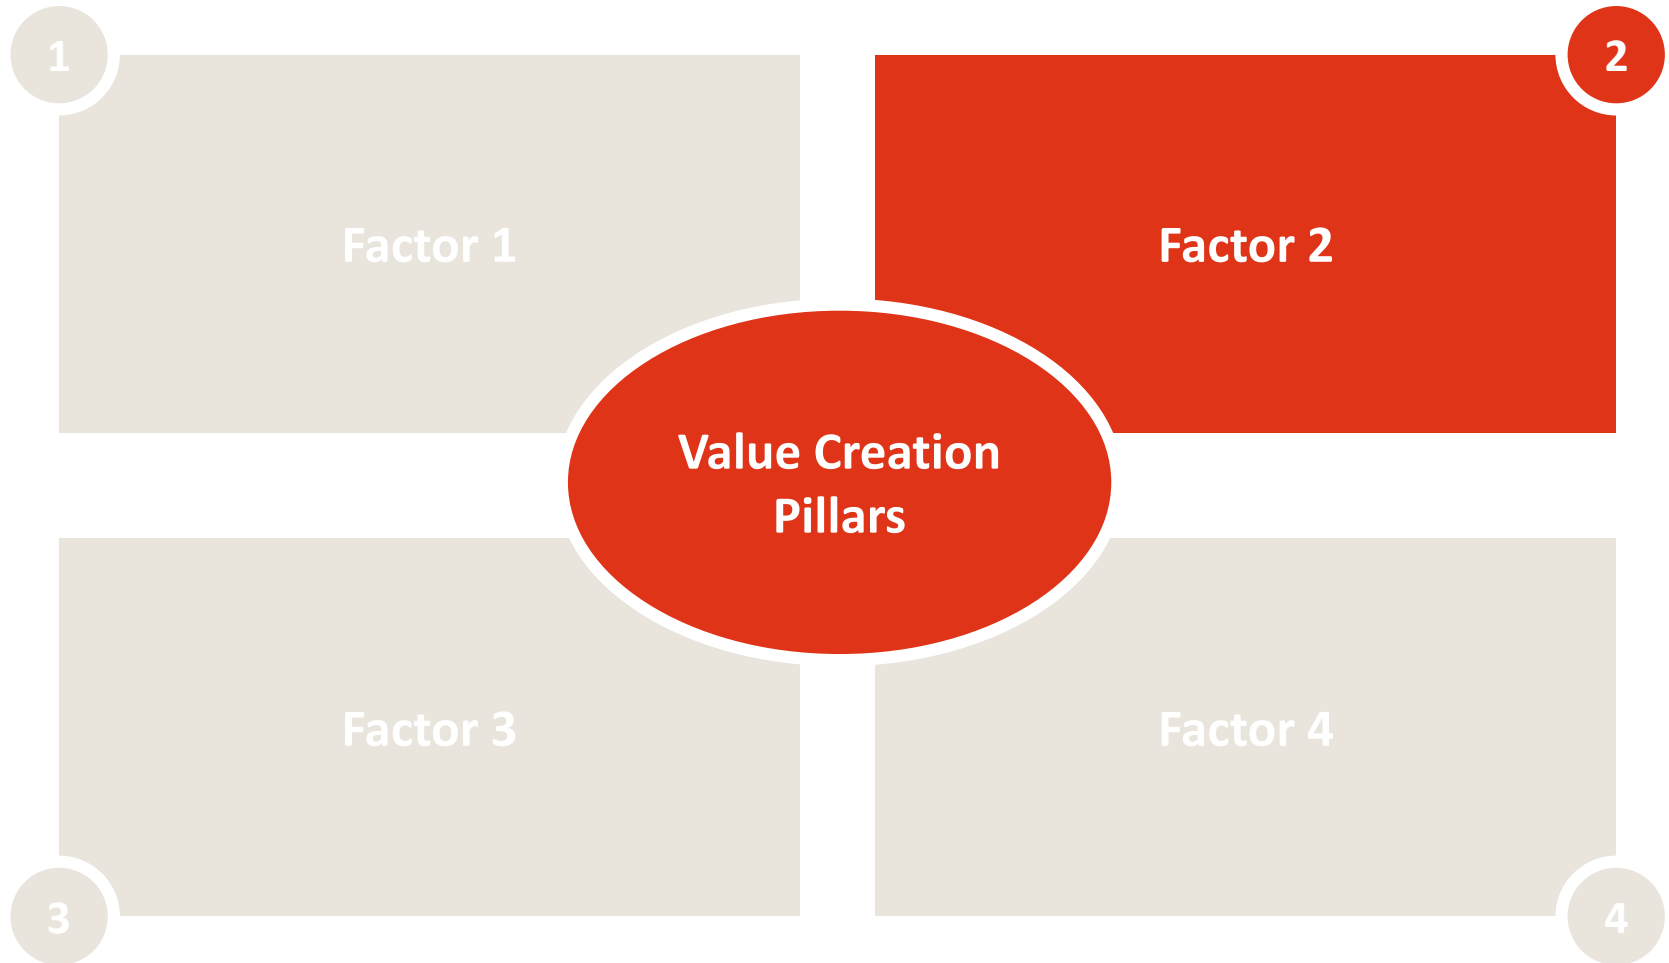 1
2
Factor 1
Factor 2
Value Creation
Pillars
Factor 3
Factor 4
3
4